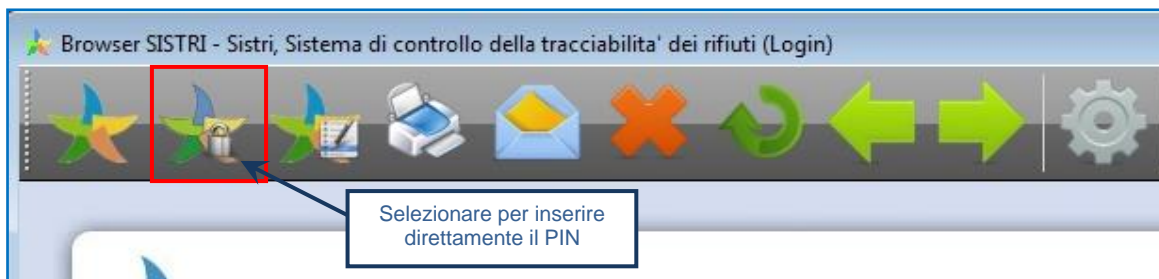 Browser SISTRI - Sistri, Sistema di controllo della tracciabilita' dei rifiuti (Login)
Selezionare per inserire
direttamente il PIN